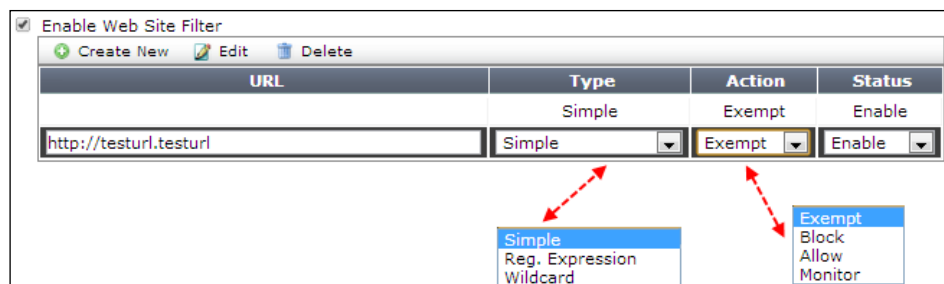 Enable Web Site Filter
Create New Edit Delete
URL Type Action Status
Simple Exempt Enable
http://testurl.testurl Simple Exempt Enable
Simple Exempt
Reg. Expression Block
Wildcard Allow
Monitor